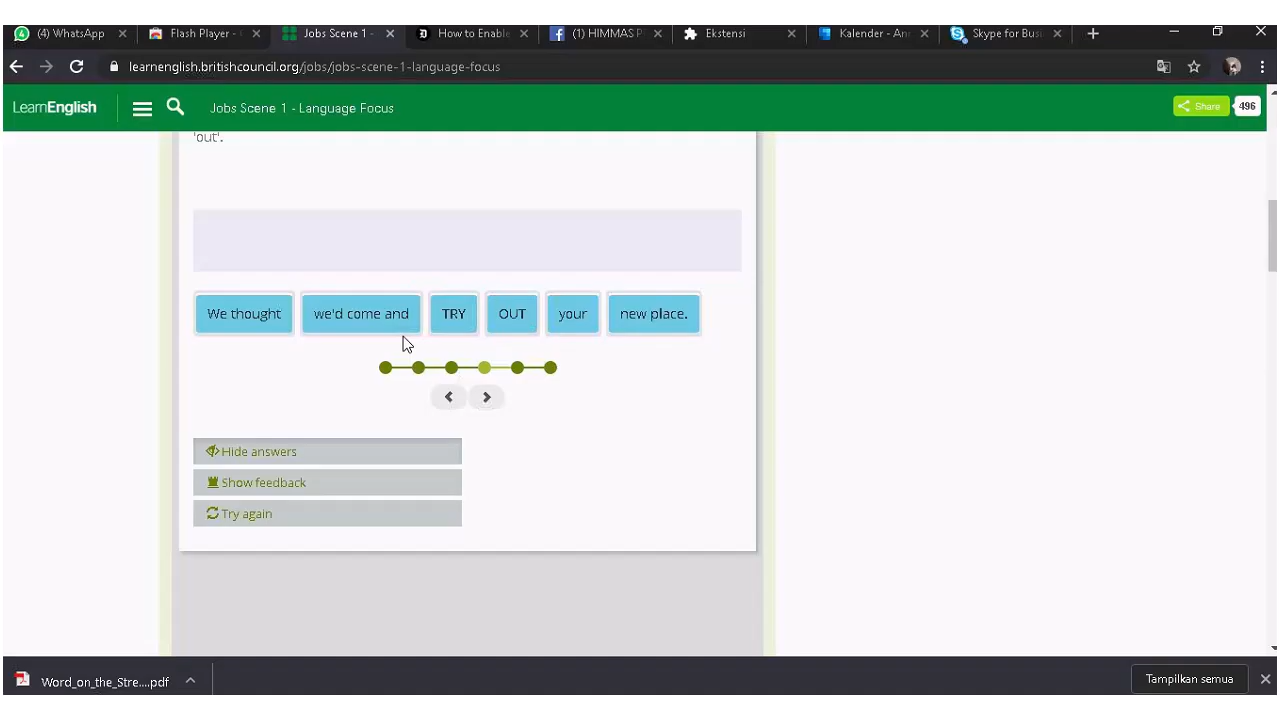 (4) WhatsApp
Flash Player -
Jobs Scene 1 -
How to Enable
(1) HIMMAS P
Ekstensi
Kalender - An
Skype for Bus
learnenglish.britishcouncil.org/jobs/jobs-scene-1-language-focus
LearnEnglish
Jobs Scene 1 - Language Focus
Share
496
'out'.
We thought
we'd come and
TRY
OUT
your
new place.
Hide answers
Show feedback
Try again
Word_on_the_Stre....pdf
Tampilkan semua